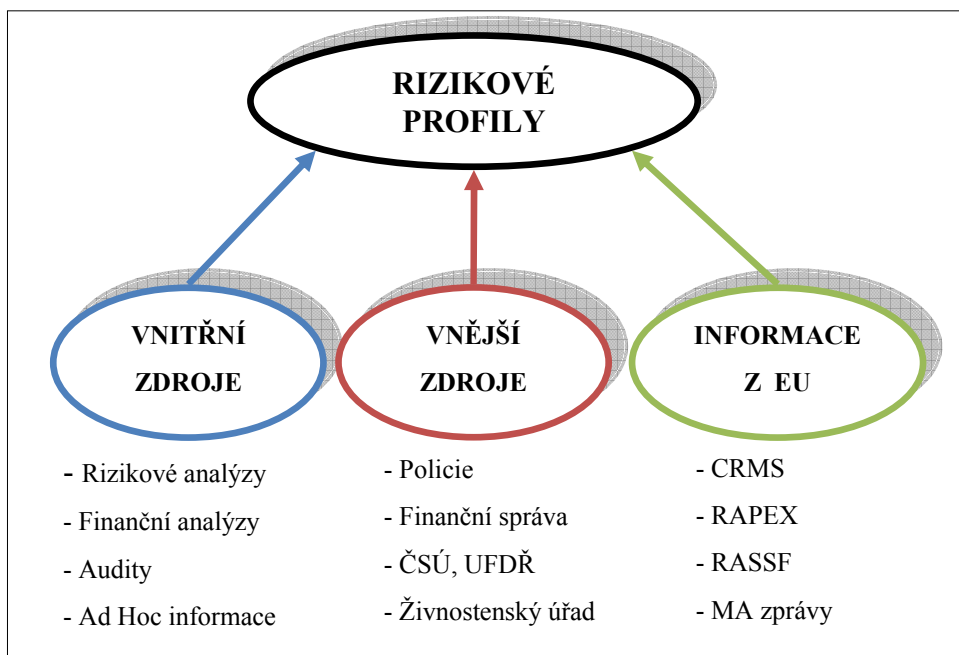 RIZIKOVÉ
PROFILY
VNITŘNÍ
ZDROJE
VNĚJŠÍ
ZDROJE
INFORMACE
Z EU
- Rizikové analýzy
- Finanční analýzy
- Audity
- Ad Hoc informace
- Policie
- Finanční správa
- ČSÚ, UFDŘ
- Živnostenský úřad
- CRMS
- RAPEX
- RASSF
- MA zprávy